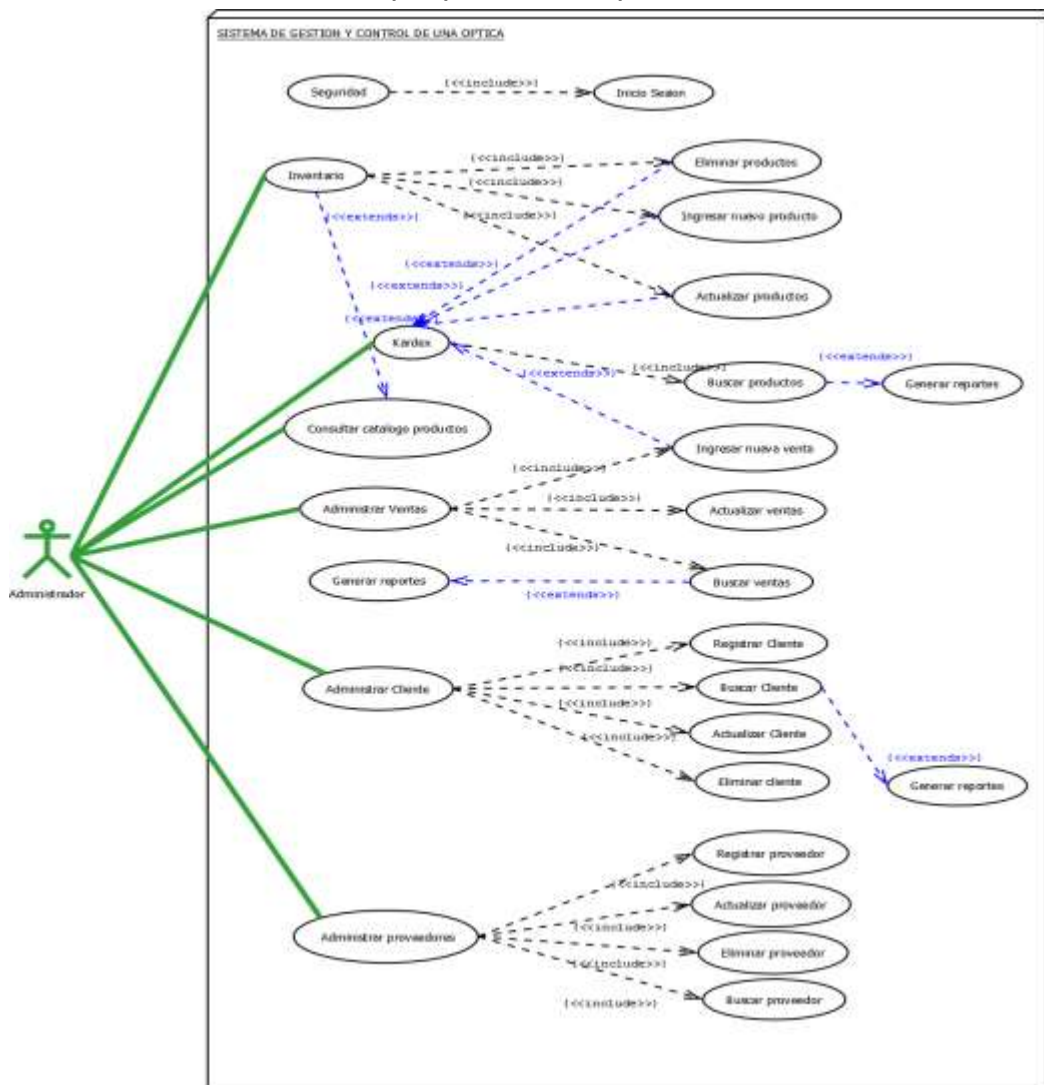 SISTEMA DE GESTION Y CONTROL DE UNA OPTICA
{<<include>>}
Seguridad
Inicio Sesion
{<<include>>}
Eliminar productos
Inventario
{<<include>>}
Ingresar nuevo producto
{<<extends>>}
{<<include>>}
{<<extends>>}
{<<extends>>}
Actualizar productos
{<<extends>>}
Kardex
{<<include>>}
{<<extends>>}
{<<extends>>}
Buscar productos
Generar reportes
Consultar catalogo productos
Ingresar nueva venta
{<<include>>}
{<<include>>}
Administrar Ventas
Actualizar ventas
{<<include>>}
Generar reportes
Buscar ventas
{<<extends>>}
Administrador
{<<include>>}
Registrar Cliente
{<<include>>}
Administrar Cliente
Buscar Cliente
{<<include>>}
Actualizar Cliente
{<<include>>}
{<<extends>>}
Eliminar cliente
Generar reportes
Registrar proveedor
{<<include>>}
Actualizar proveedor
{<<include>>}
Administrar proveedores
Eliminar proveedor
{<<include>>}
Buscar proveedor
{<<include>>}